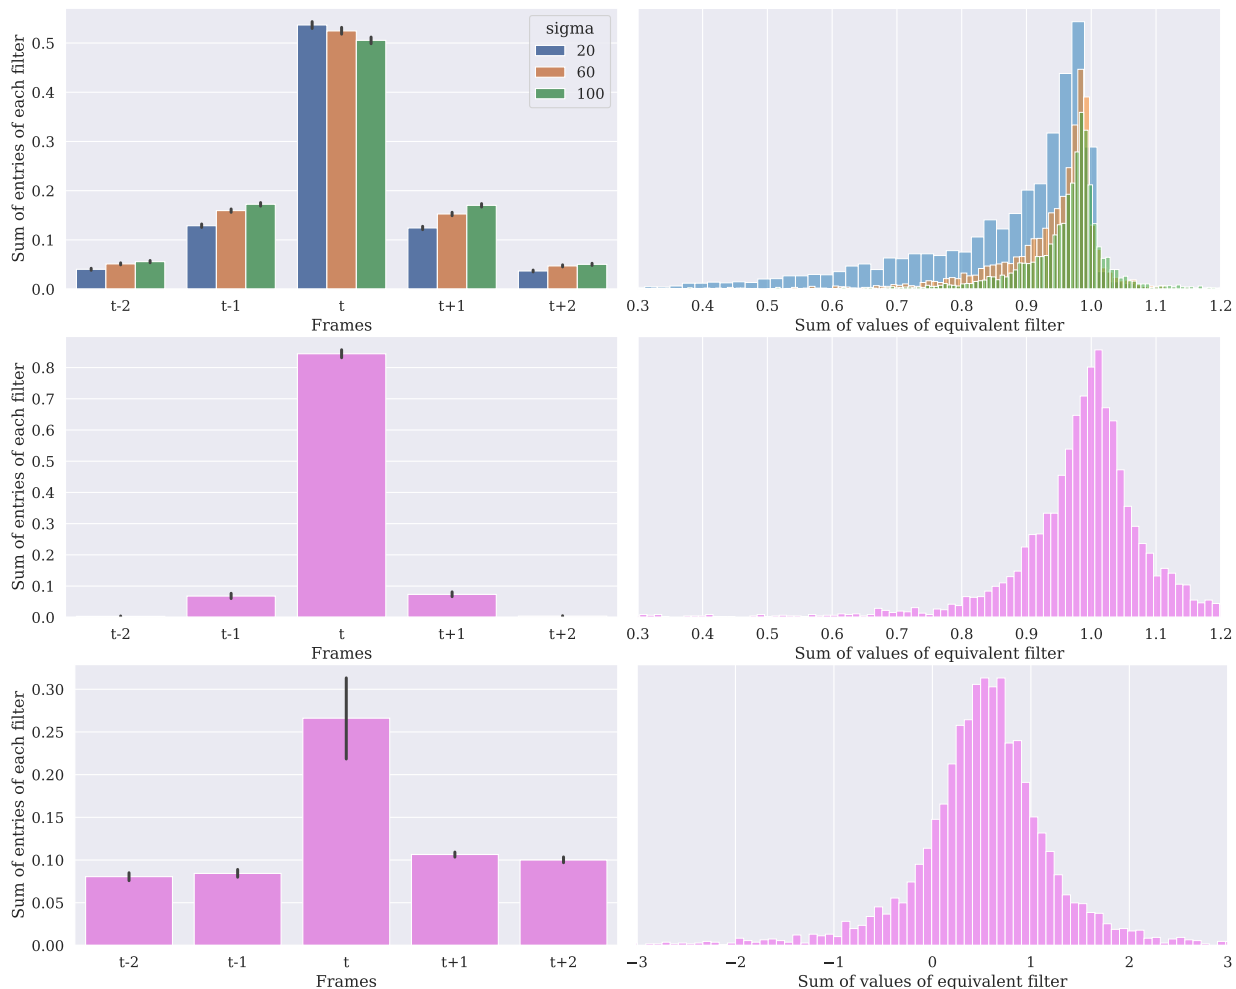 Sum of entries of each filter
0.5
0.4
0.3
0.2
0.1
0.0
t-2 t-1 t t+1 t+2
Frames
sigma
20
60
100
0.3 0.4 0.5 0.6 0.7 0.8 0.9 1.0 1.1 1.2
Sum of values of equivalent filter
Sum of entries of each filter
0.8
0.7
0.6
0.5
0.4
0.3
0.2
0.1
0.0
t-2 t-1 t t+1 t+2
Frames
0.3 0.4 0.5 0.6 0.7 0.8 0.9 1.0 1.1 1.2
Sum of values of equivalent filter
Sum of entries of each filter
0.30
0.25
0.20
0.15
0.10
0.05
0.00
t-2 t-1 t t+1 t+2
Frames
−3 −2 −1 0 1 2 3
Sum of values of equivalent filter